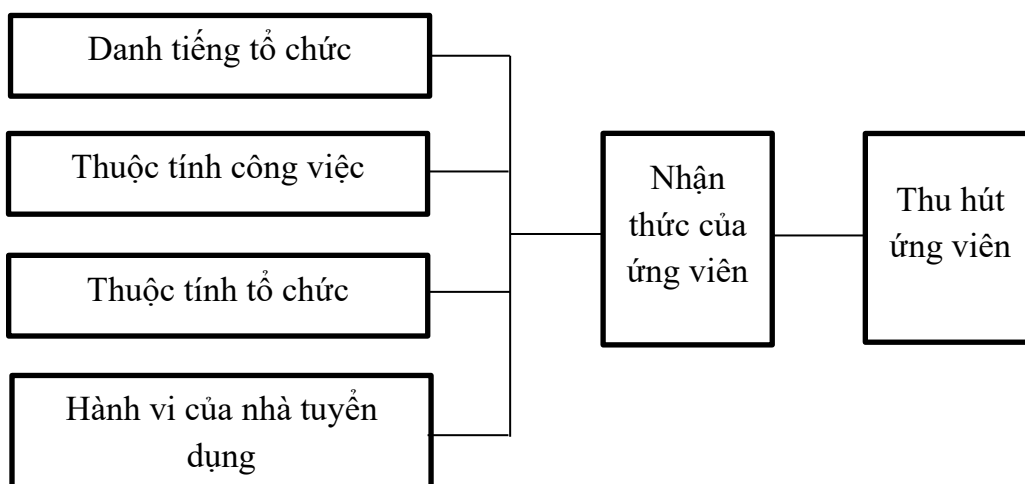 Danh tiếng tổ chức
Thuộc tính công việc
Thuộc tính tổ chức
Hành vi của nhà tuyển
dụng
Nhận
thức của
ứng viên
Thu hút
ứng viên